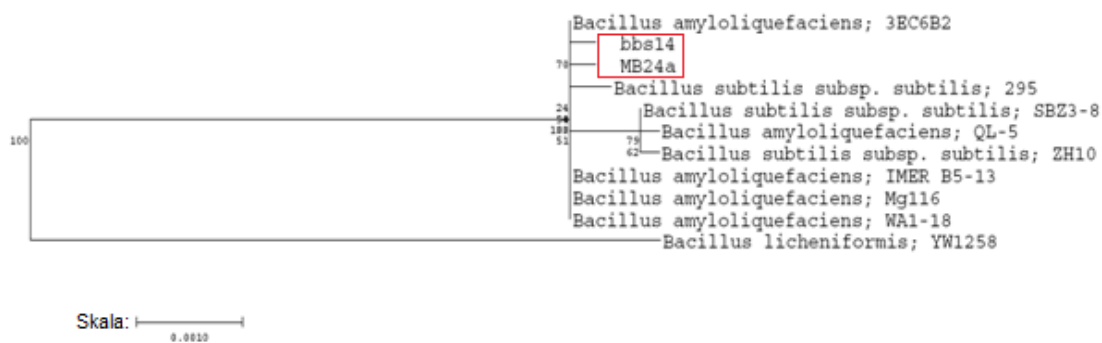 Bacillus amyloliquefaciens; 3EC6B2
bbs14
MB24a
70
Bacillus subtilis subsp. subtilis; 295
24
Bacillus subtilis subsp. subtilis; SBZ3-8
Bacillus amyloliquefaciens; QL-5
100
51
79
62
Bacillus subtilis subsp. subtilis; ZH10
Bacillus amyloliquefaciens; IMER B5-13
Bacillus amyloliquefaciens; Mg116
Bacillus amyloliquefaciens; WA1-18
Bacillus licheniformis; YW1258
Skala:
0.0010